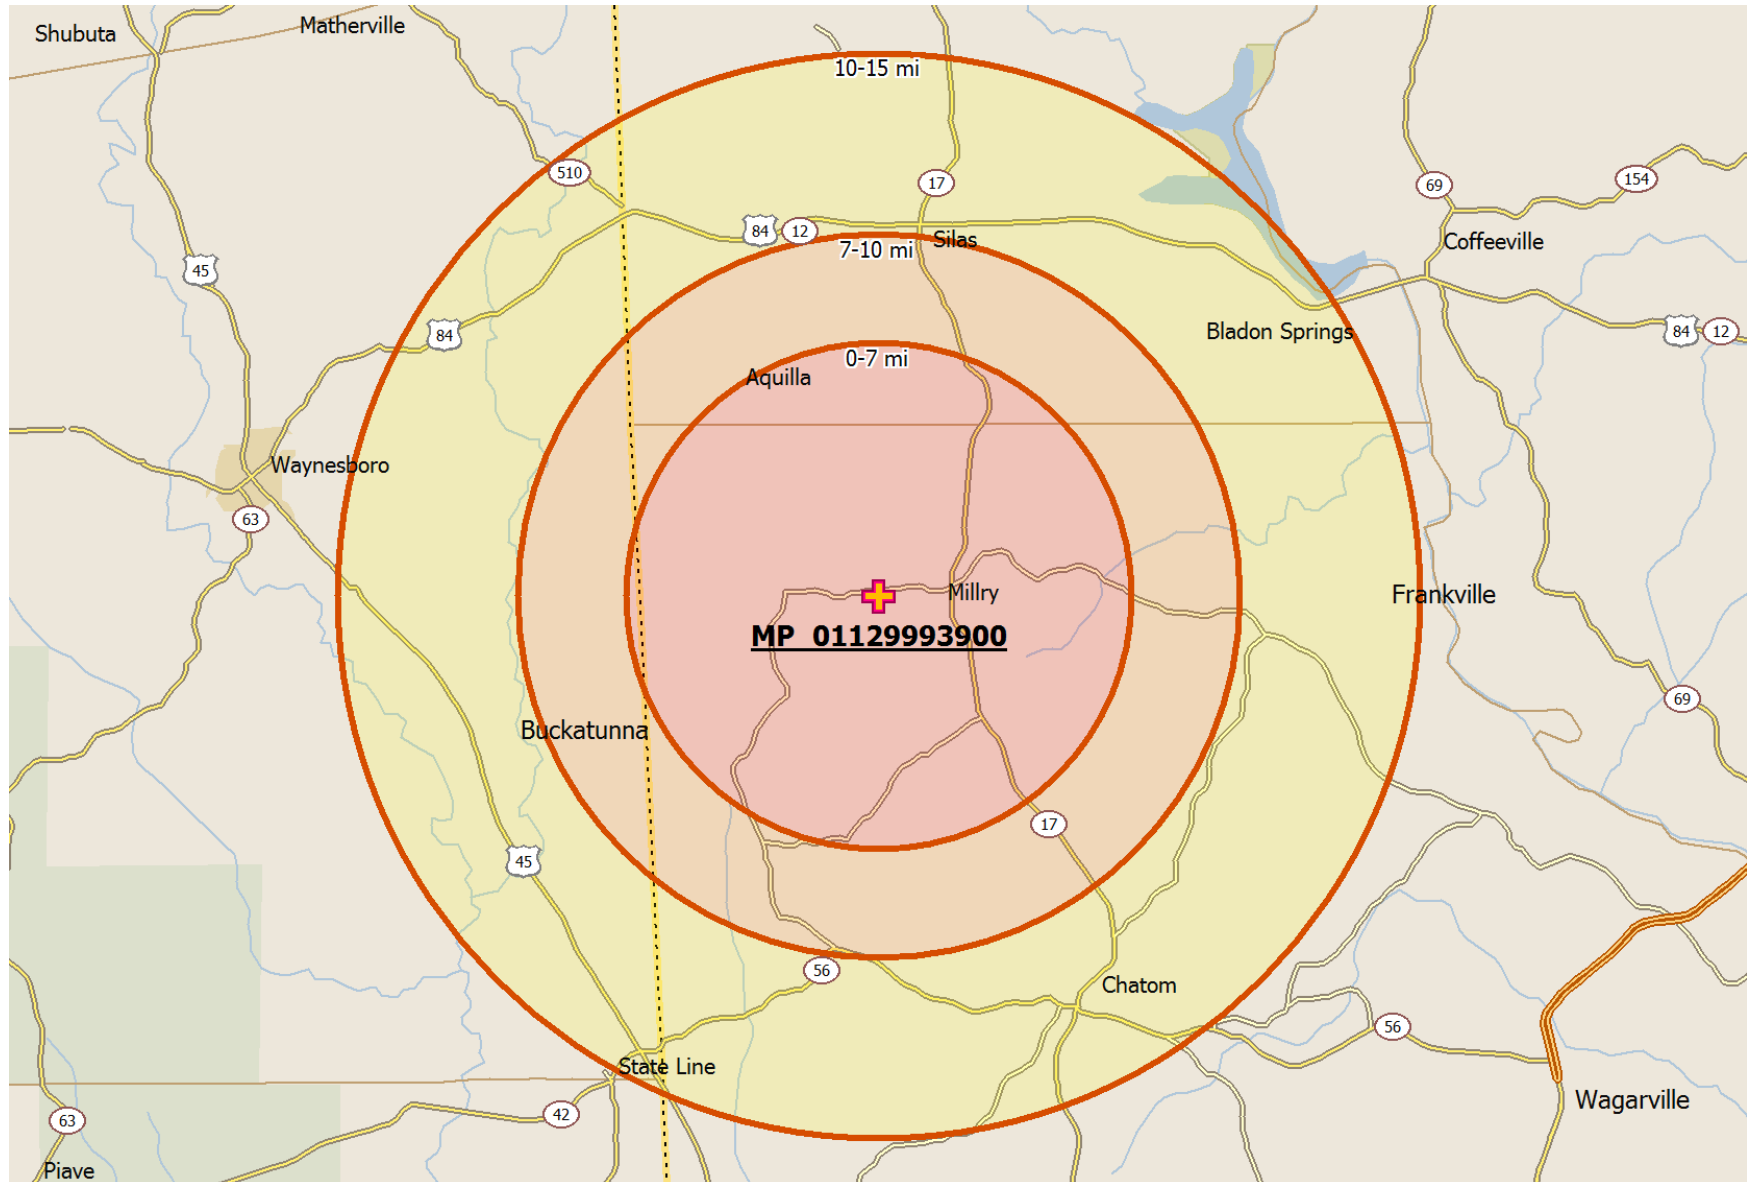 Shubuta
Matherville
10-15 mi
510
17
69
154
84
12
Silas
Coffeeville
7-10 mi
45
84
Bladon Springs
84
12
0-7 mi
Aquilla
Waynesboro
63
Millry
Frankville
MP_01129993900
69
Buckatunna
17
45
56
Chatom
56
State Line
42
Wagarville
63
Piave